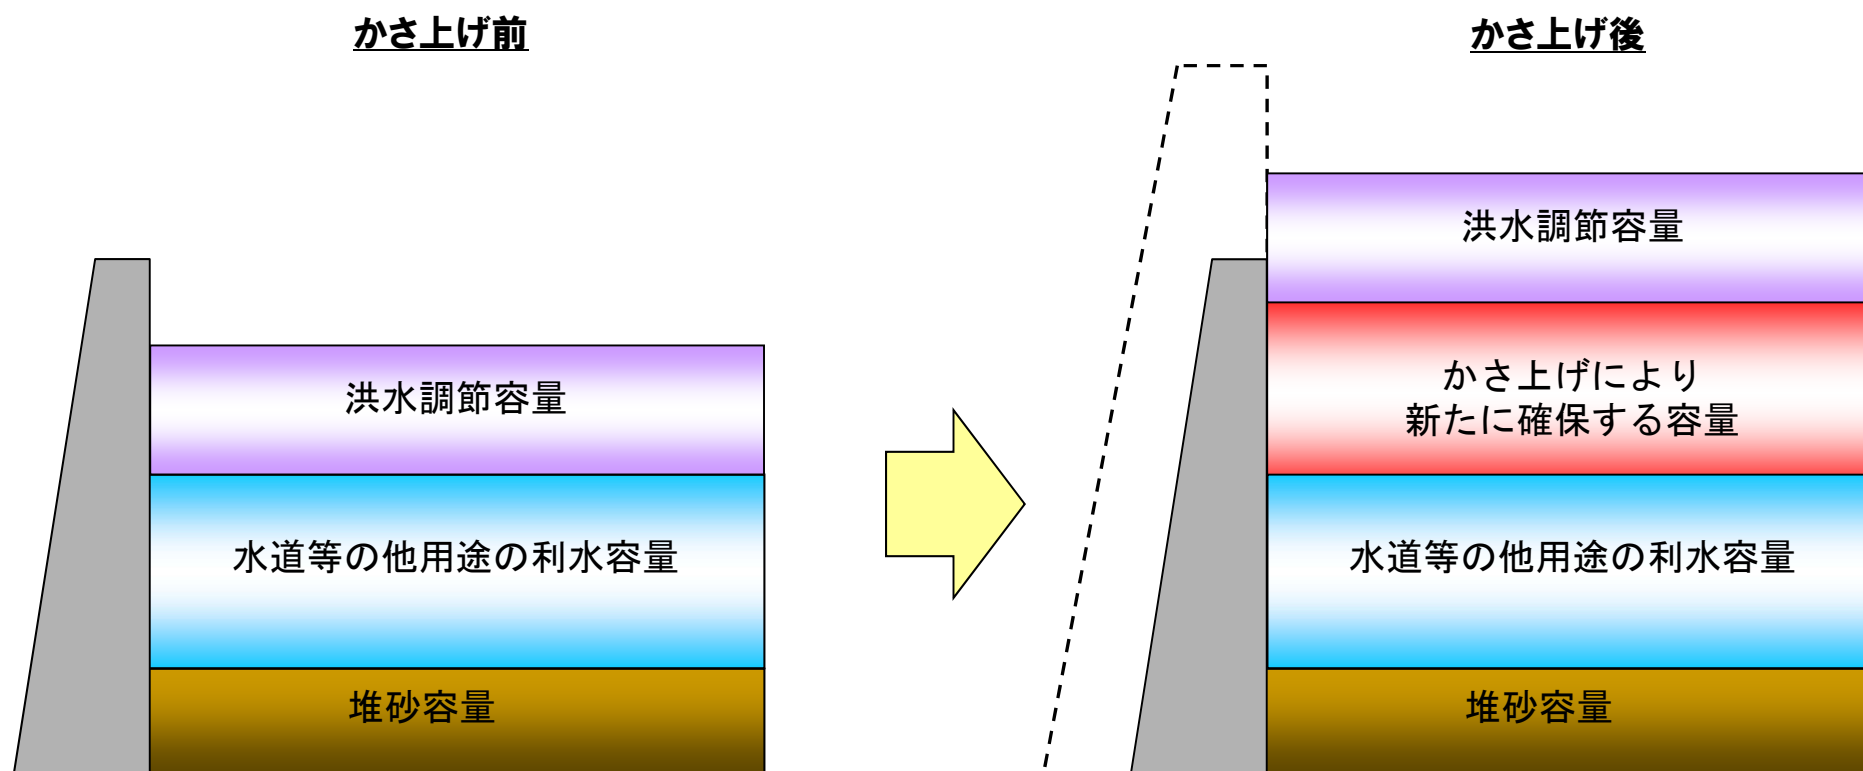 かさ上げ前
洪水調節容量
水道等の他用途の利水容量
堆砂容量
かさ上げ後
洪水調節容量
かさ上げにより
新たに確保する容量
水道等の他用途の利水容量
堆砂容量